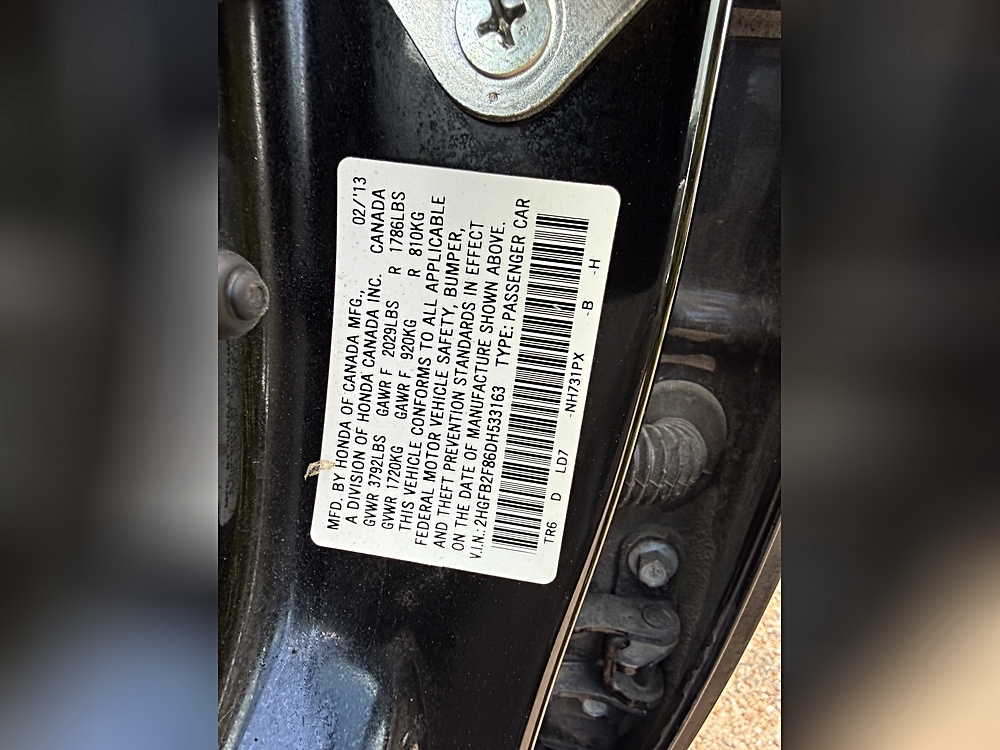 MFD. BY HONDA OF CANADA MFG., 02/'13
A DIVISION OF HONDA CANADA INC. CANADA
GVWR 3792LBS GAWR F 2029LBS R 1786LBS
GVWR 1720KG GAWR F 920KG R 810KG
THIS VEHICLE CONFORMS TO ALL APPLICABLE
FEDERAL MOTOR VEHICLE SAFETY, BUMPER,
AND THEFT PREVENTION STANDARDS IN EFFECT
ON THE DATE OF MANUFACTURE SHOWN ABOVE.
V.I.N.:2HGFB2F86DH533163 TYPE: PASSENGER CAR
TR6 D LD7 -NH731PX -B -H